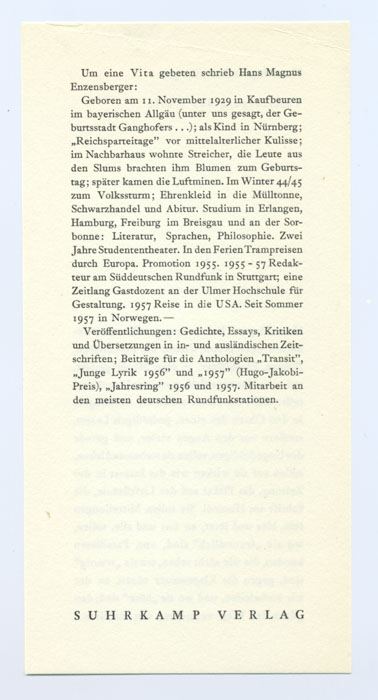 Um eine Vita gebeten schrieb Hans Magnus
Enzensberger:
Geboren am 11. November 1929 in Kaufbeuren
im bayerischen Allgäu (unter uns gesagt, der Ge-
burtsstadt Ganghofers . . .); als Kind in Nürnberg;
„Reichsparteitage” vor mittelalterlicher Kulisse;
im Nachbarhaus wohnte Streicher, die Leute aus
den Slums brachten ihm Blumen zum Geburts-
tag; später kamen die Luftminen. Im Winter 44/45
zum Volkssturm; Ehrenkleid in die Mülltonne,
Schwarzhandel und Abitur. Studium in Erlangen,
Hamburg, Freiburg im Breisgau und an der Sor-
bonne: Literatur, Sprachen, Philosophie. Zwei
Jahre Studententheater. In den Ferien Trampreisen
durch Europa. Promotion 1955. 1955 - 57 Redak-
teur am Süddeutschen Rundfunk in Stuttgart; eine
Zeitlang Gastdozent an der Ulmer Hochschule für
Gestaltung. 1957 Reise in die USA. Seit Sommer
1957 in Norwegen. —
Veröffentlichungen: Gedichte, Essays, Kritiken
und Übersetzungen in in- und ausländischen Zeit-
schriften; Beiträge für die Anthologien „Transit”,
„Junge Lyrik 1956” und „1957” (Hugo-Jakobi-
Preis), „Jahresring” 1956 und 1957. Mitarbeit an
den meisten deutschen Rundfunkstationen.
SUHRKAMP VERLAG